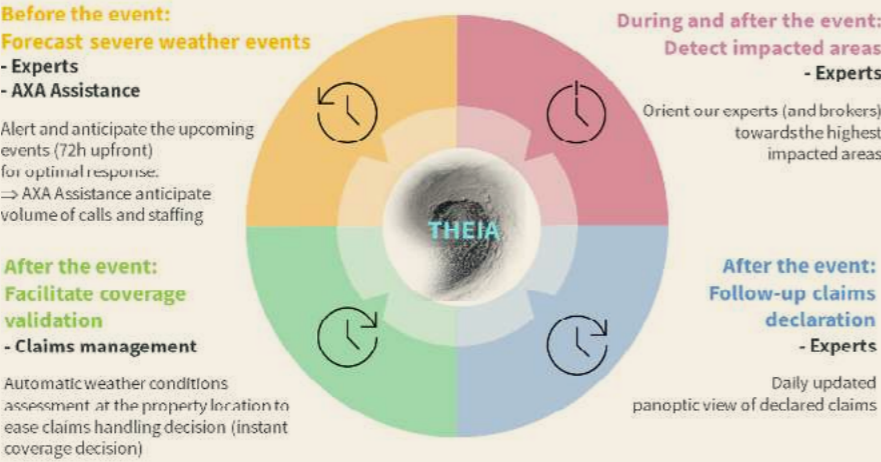 Before the event:
Forecast severe weather events
- Experts
- AXA Assistance
Alert and anticipate the upcoming
events (72h upfront)
for optimal response.
⇒ AXA Assistance anticipate
volume of calls and staffing
During and after the event:
Detect impacted areas
- Experts
Orient our experts (and brokers)
towards the highest
impacted areas
THEIA
After the event:
Facilitate coverage
validation
- Claims management
Automatic weather conditions
assessment at the property location to
ease claims handling decision (instant
coverage decision)
After the event:
Follow-up claims
declaration
- Experts
Daily updated
panoptic view of declared claims